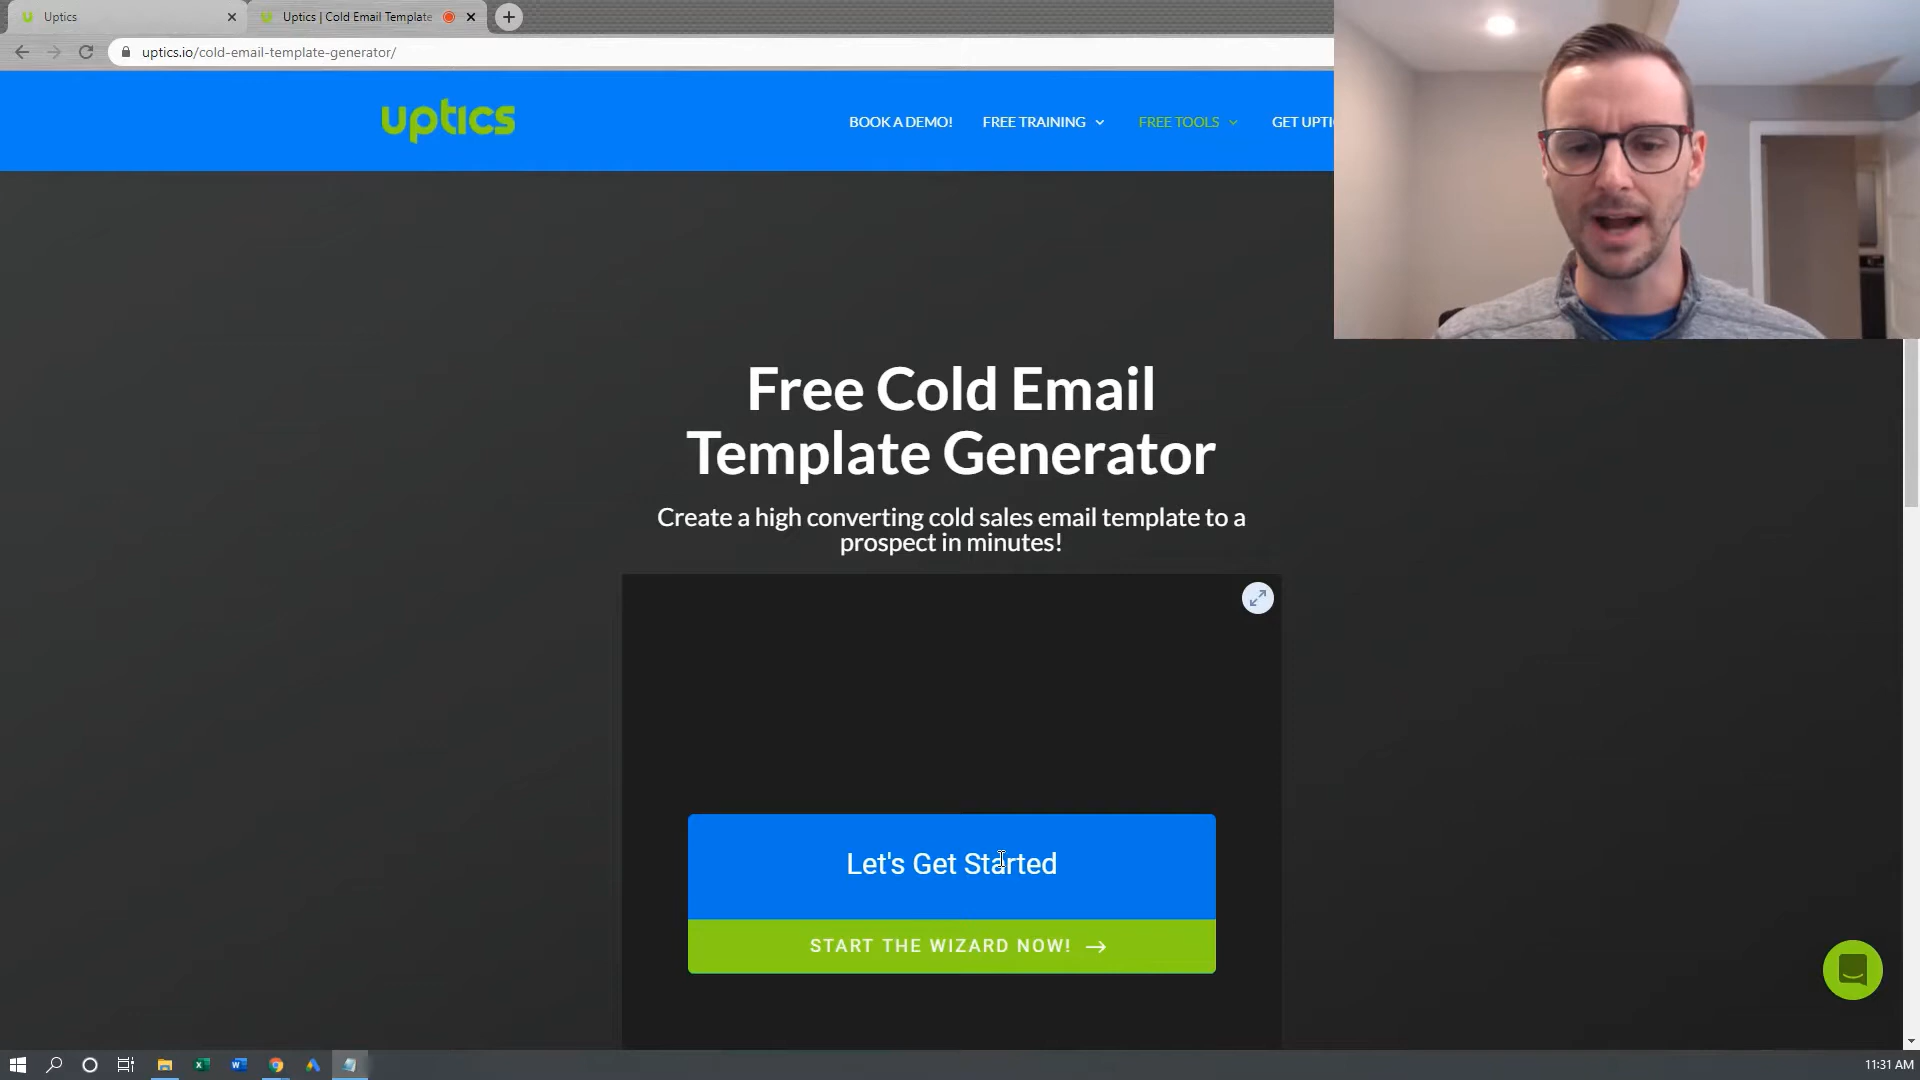 Uptics
Uptics | Cold Email Template
uptics.io/cold-email-template-generator/
uptics
BOOK A DEMO!
FREE TRAINING
FREE TOOLS
GET UPTI
Free Cold Email
Template Generator
Create a high converting cold sales email template to a
prospect in minutes!
Let's Get Started
START THE WIZARD NOW!
11:31 AM